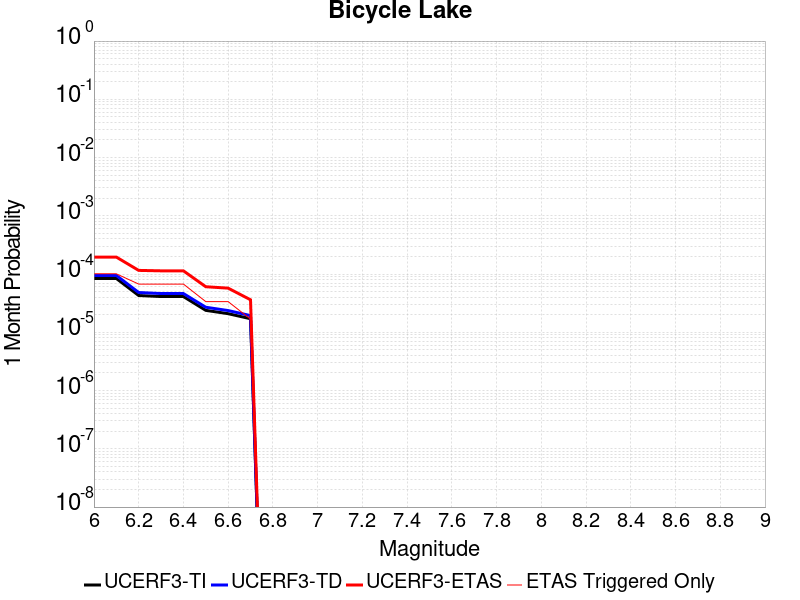 Bicycle Lake
10^0
10^-1
10^-2
10^-3
10^-4
10^-5
10^-6
10^-7
10^-8
1 Month Probability
6 6.2 6.4 6.6 6.8 7 7.2 7.4 7.6 7.8 8 8.2 8.4 8.6 8.8 9
Magnitude
UCERF3-TI UCERF3-TD UCERF3-ETAS ETAS Triggered Only